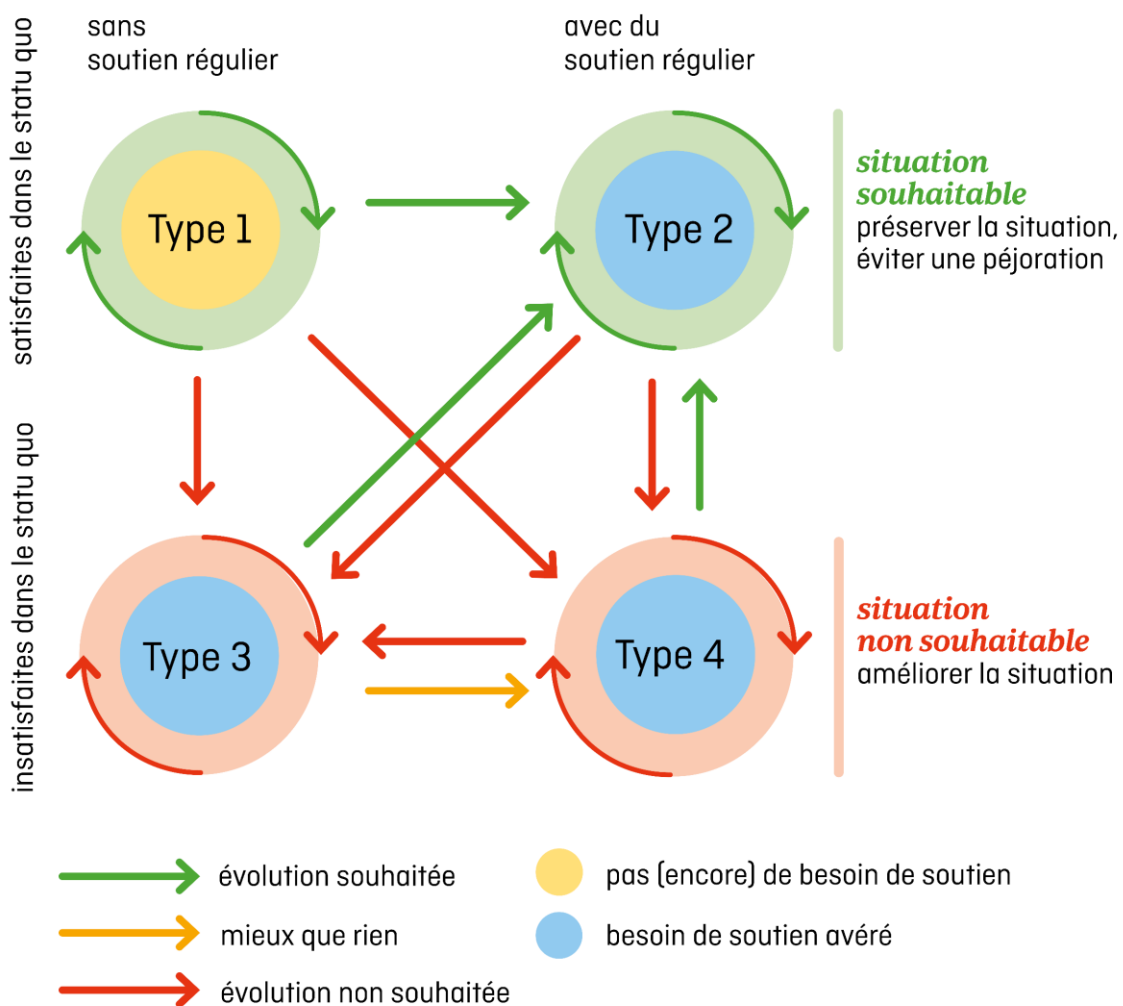 sans
soutien régulier
avec du
soutien régulier
satisfaites dans le statu quo
Type 1
Type 2
situation
souhaitable
préserver la situation,
éviter une péjoration
insatisfaites dans le statu quo
Type 3
Type 4
situation
non souhaitable
améliorer la situation
évolution souhaitée
pas (encore) de besoin de soutien
mieux que rien
besoin de soutien avéré
évolution non souhaitée